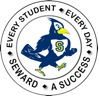 EVERY STUDENT ★ EVERY DAY
S
SEWARD ★ A SUCCESS